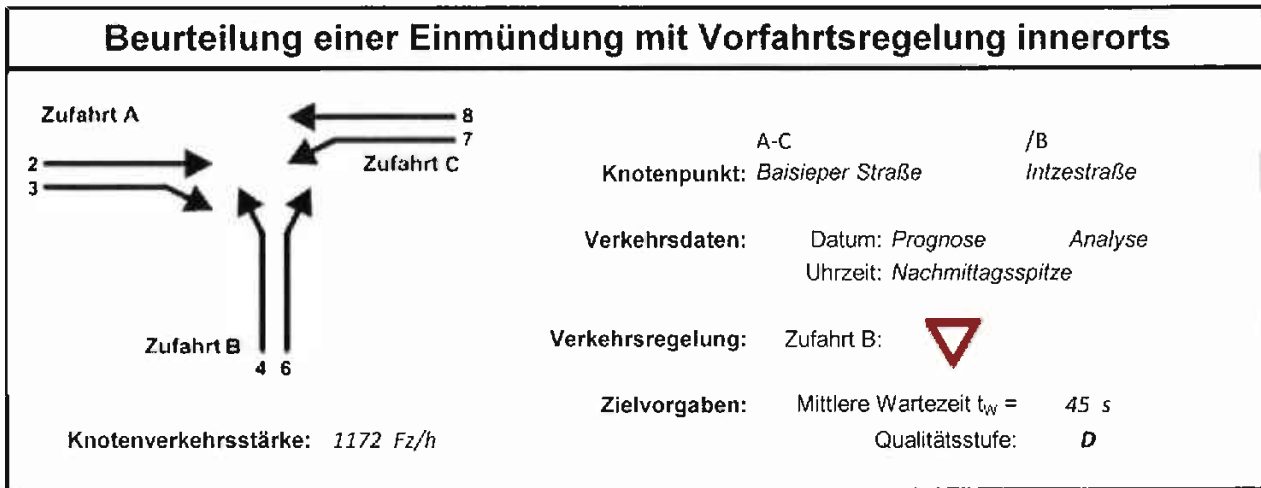 Beurteilung einer Einmündung mit Vorfahrtsregelung innerorts
Zufahrt A
8
7
2
Zufahrt C
3
Zufahrt B
4 6
Knotenverkehrsstärke: 1172 Fz/h
A-C /B
Knotenpunkt: Baisieper Straße Intzestraße
Verkehrsdaten: Datum: Prognose Analyse
Uhrzeit: Nachmittagsspitze
Verkehrsregelung: Zufahrt B:
Zielvorgaben: Mittlere Wartezeit tW = 45 s
Qualitätsstufe: D